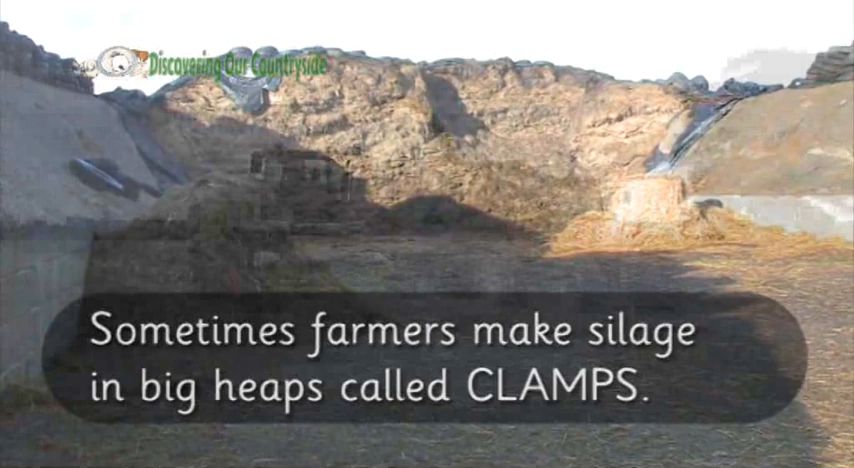 Discovering Our Countryside
Sometimes farmers make silage
in big heaps called CLAMPS.